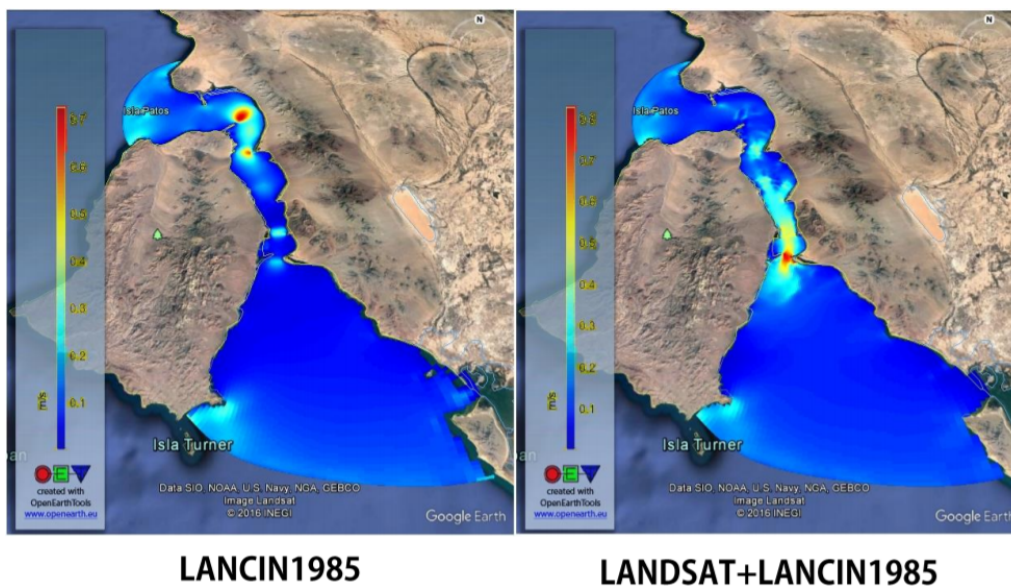 N
Isla Patos
0.7
0.6
0.5
0.4
0.3
0.2
0.1
m/s
Isla Turner
created with
OpenEarthTools
www.openearth.eu
Data SIO, NOAA, U.S. Navy, NGA, GEBCO
Image Landsat
© 2016 INEGI
Google Earth
LANCIN1985
N
Isla Patos
0.8
0.7
0.6
0.5
0.4
0.3
0.2
0.1
m/s
Isla Turner
created with
OpenEarthTools
www.openearth.eu
Data SIO, NOAA, U.S. Navy, NGA, GEBCO
Image Landsat
© 2016 INEGI
Google Earth
LANDSAT+LANCIN1985